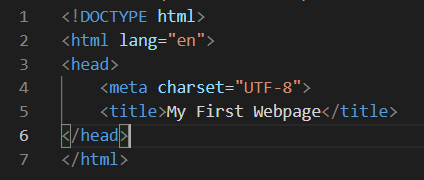 1 <!DOCTYPE html>
2 <html lang="en">
3 <head>
4     <meta charset="UTF-8">
5     <title>My First Webpage</title>
6 </head>
7 </html>